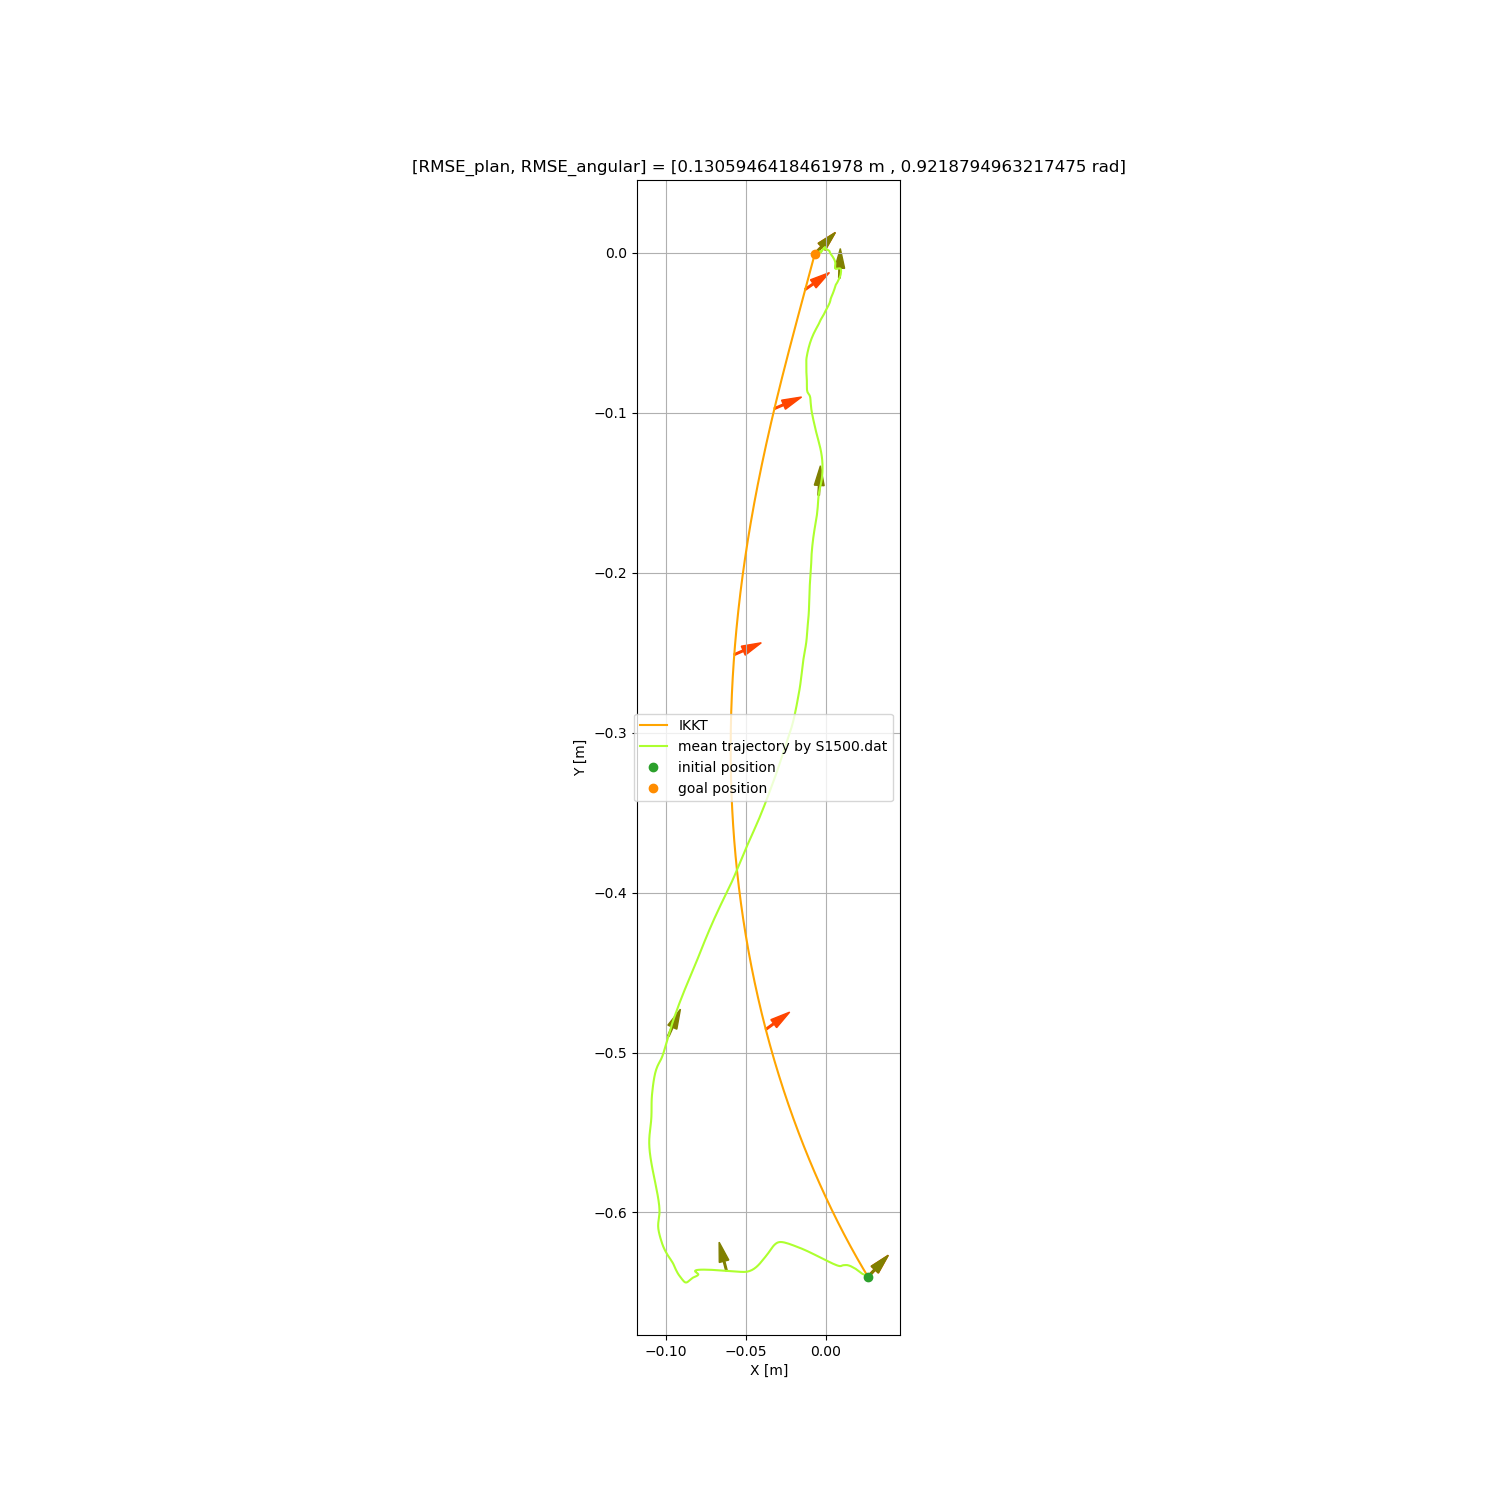 [RMSE_plan, RMSE_angular] = [0.1305946418461978 m , 0.9218794963217475 rad]
0.0
−0.1
−0.2
−0.3
−0.4
−0.5
−0.6
Y [m]
IKKT
mean trajectory by S1500.dat
initial position
goal position
−0.10
−0.05
0.00
X [m]